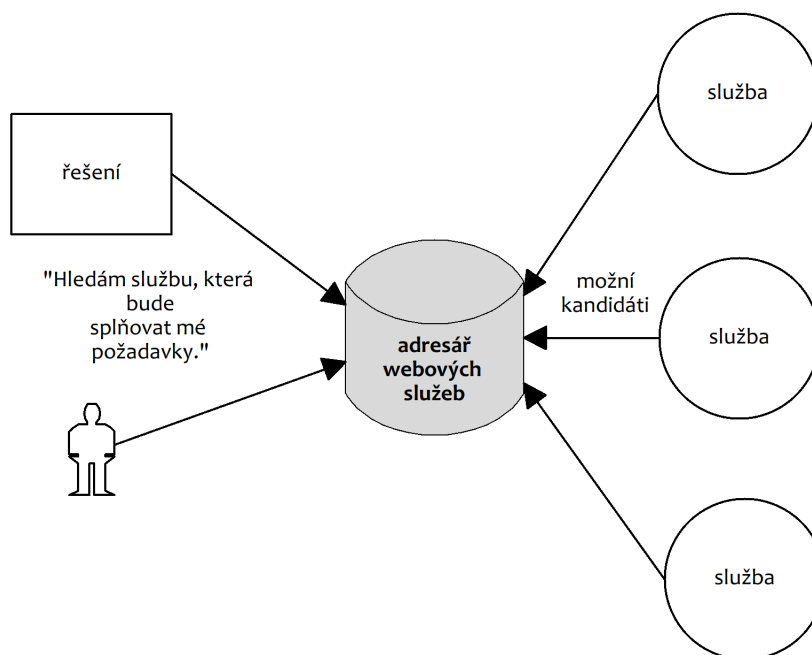 řešení
"Hledám službu, která
bude
splňovat mé
požadavky."
adresář
webových
služeb
možní
kandidáti
služba
služba
služba